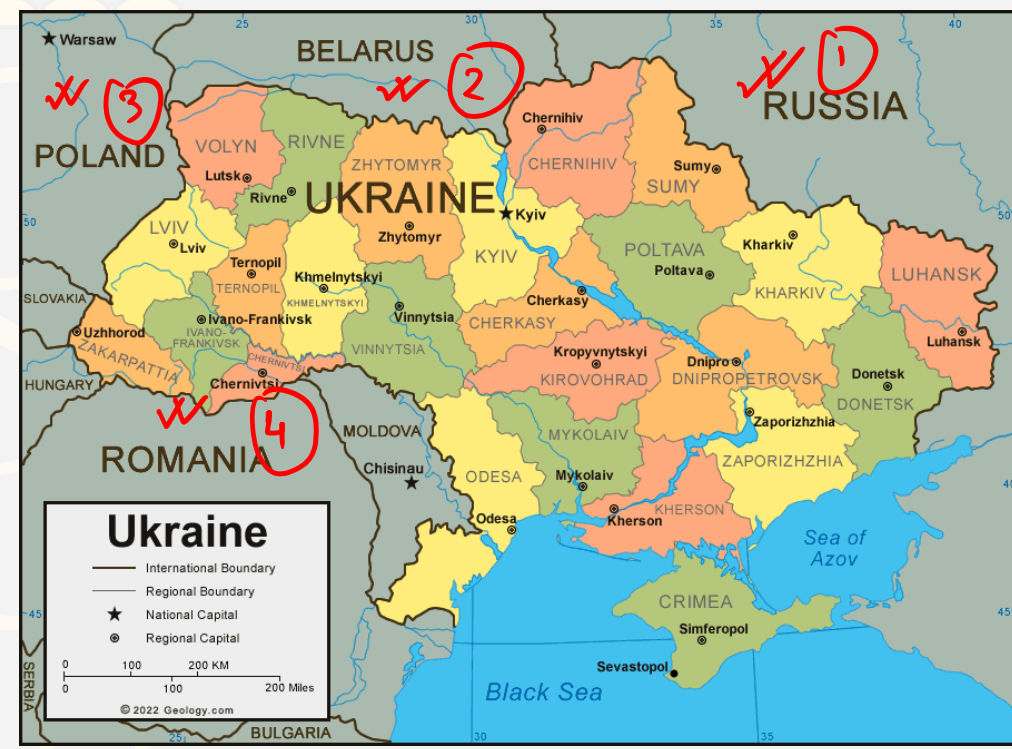 25
30
35
40
Warsaw
BELARUS
2
1
3
RUSSIA
POLAND
Chernihiv
CHERNIHIV
VOLYN
RIVNE
ZHYTOMYR
Sumy
SUMY
Lutsk
Rivne
UKRAINE
Kyiv
50
50
LVIV
Lviv
Zhytomyr
KYIV
POLTAVA
Poltava
Kharkiv
KHARKIV
LUHANSK
Luhansk
Ternopil
TERNOPIL
Khmelnytskyi
KHMELNYTSKYI
SLOVAKIA
Ivano-Frankivsk
IVANO-
FRANKIVSK
Vinnytsia
VINNYTSIA
Cherkasy
CHERKASY
Uzhhorod
ZAKARPATTIA
CHERNIVTSI
Chernivtsi
Kropyvnytskyi
KIROVOHRAD
Dnipro
DNIPROPETROVSK
Donetsk
DONETSK
HUNGARY
4
ROMANIA
MOLDOVA
Chisinau
MYKOLAIV
Mykolaiv
ODESA
Odesa
Zaporizhzhia
ZAPORIZHZHIA
Kherson
KHERSON
Sea of
Azov
CRIMEA
Simferopol
Sevastopol
Black Sea
45
45
Ukraine
International Boundary
Regional Boundary
National Capital
Regional Capital
0 100 200 KM
0 100 200 Miles
© 2022 Geology.com
SERBIA
BULGARIA
25
30
35